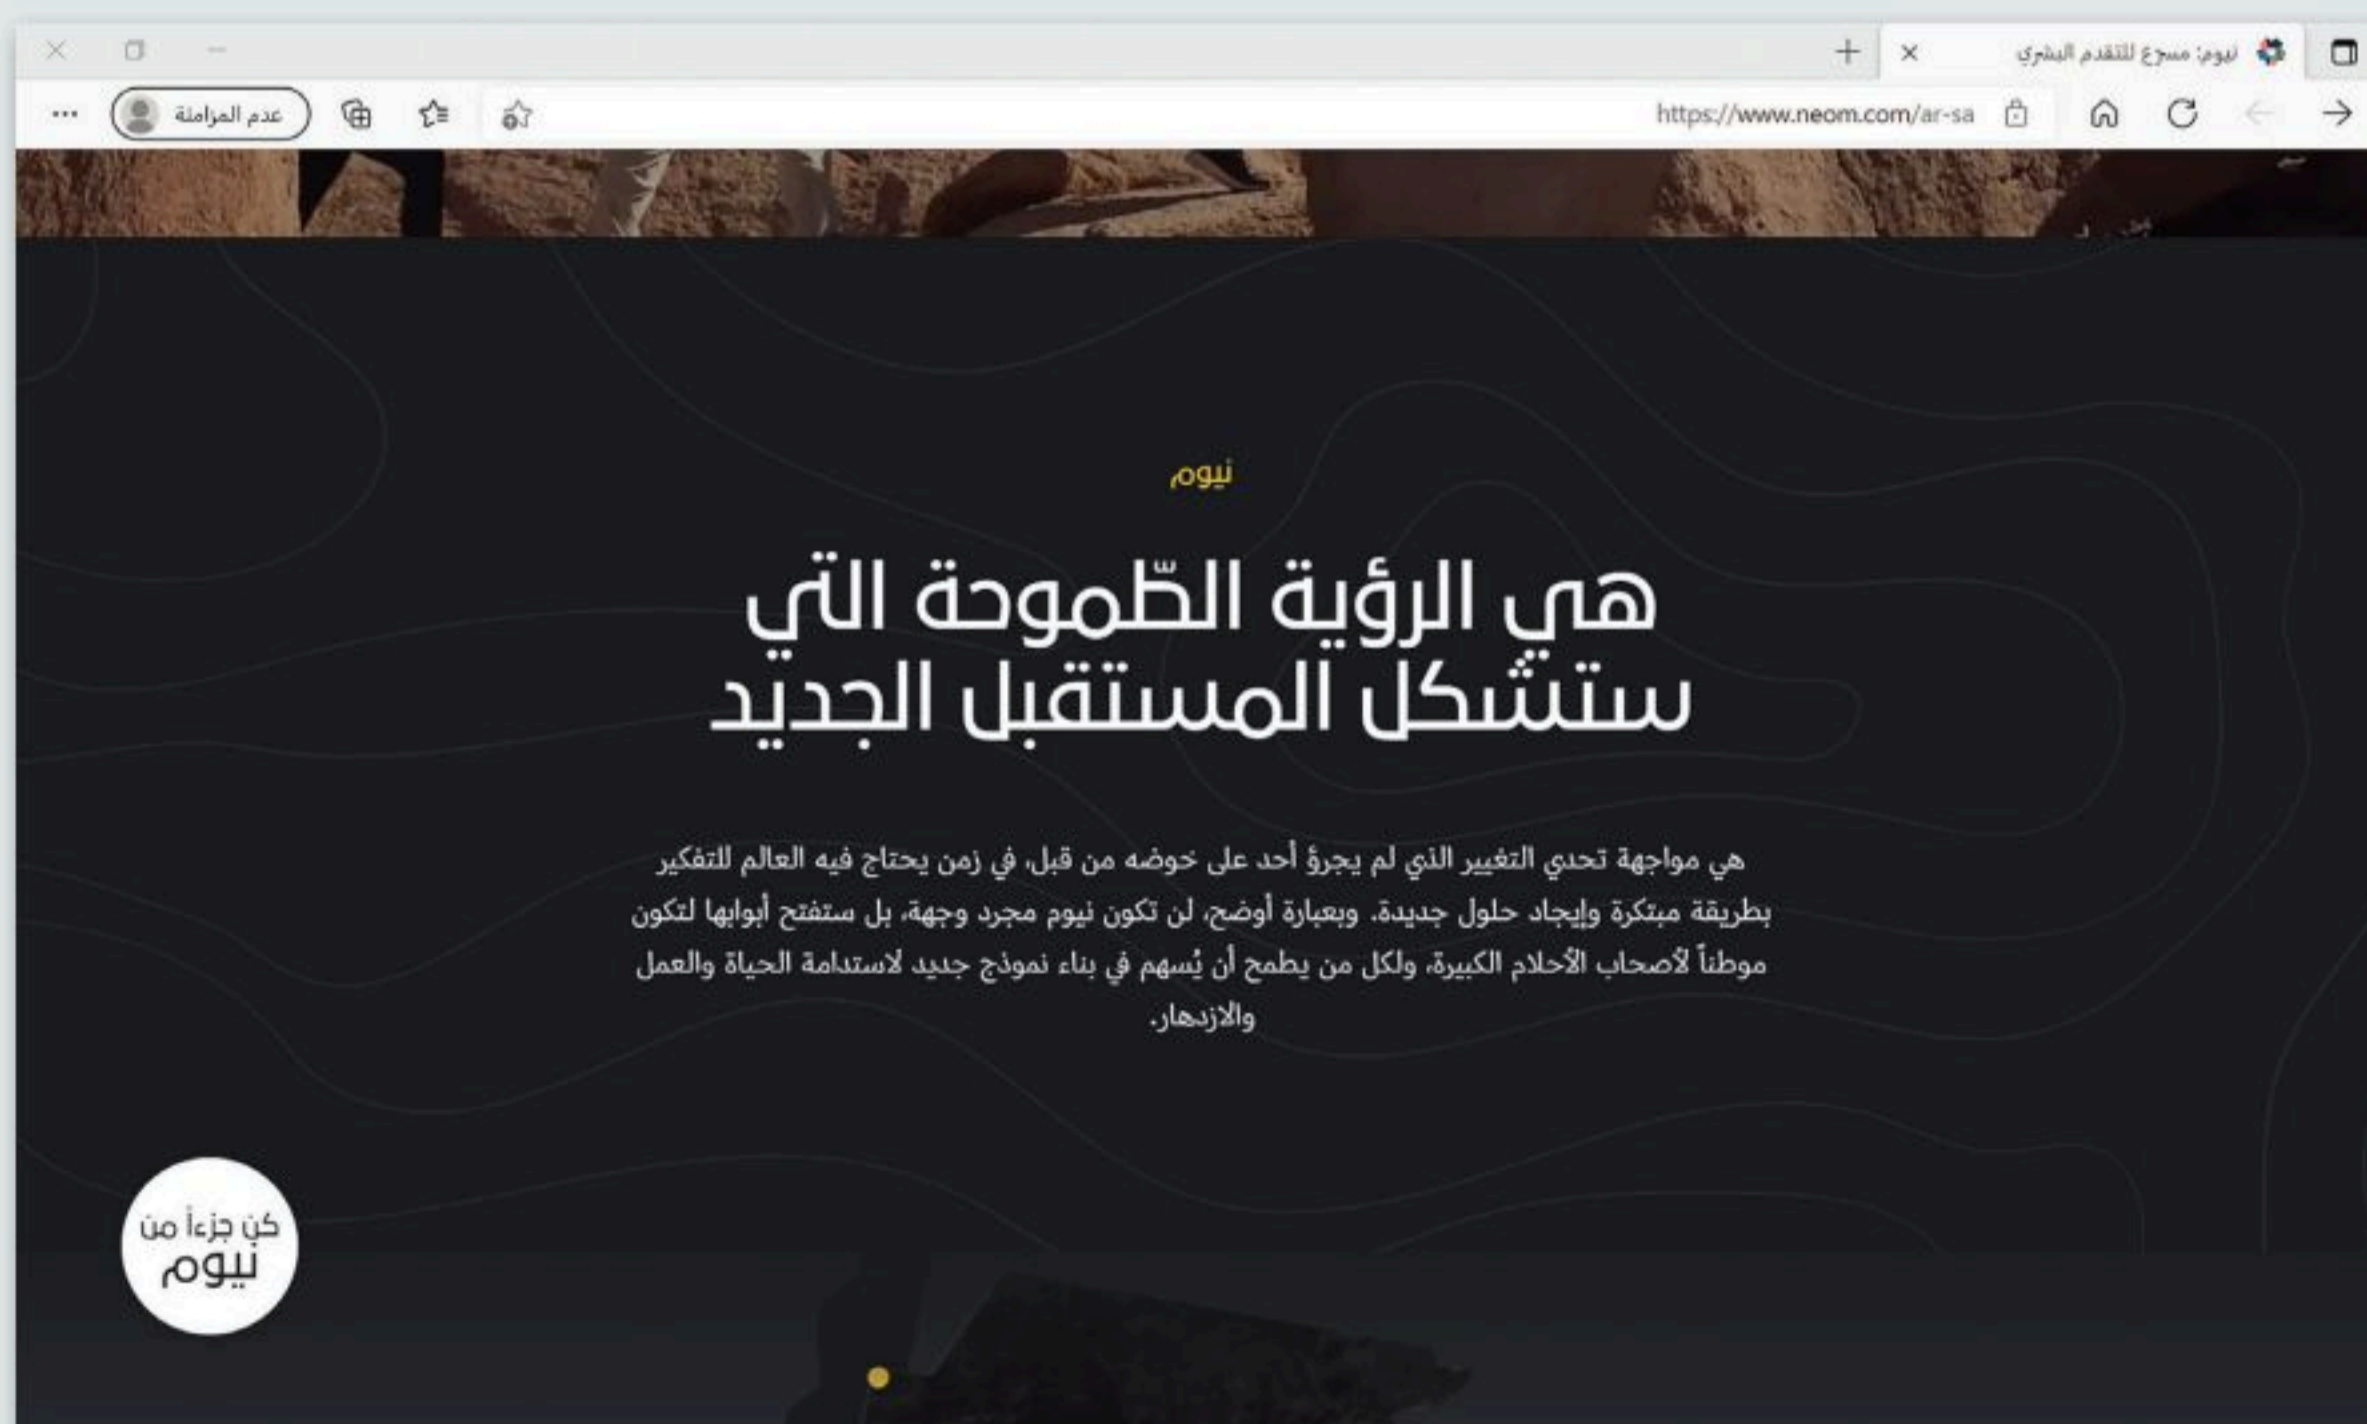 نيوم: مسرّع للتقدم البشري
https://www.neom.com/ar-sa
عدم المزامنة
نيوم
هي الرؤية الطّموحة التي
ستشكل المستقبل الجديد
هي مواجهة تحدي التغيير الذي لم يجرؤ أحد على خوضه من قبل، في زمن يحتاج فيه العالم للتفكير
بطريقة مبتكرة وإيجاد حلول جديدة. وبعبارة أوضح، لن تكون نيوم مجرد وجهة، بل ستفتح أبوابها لتكون
موطناً لأصحاب الأحلام الكبيرة، ولكل من يطمح أن يُسهم في بناء نموذج جديد لاستدامة الحياة والعمل
والازدهار.
كن جزءاً من
نيوم